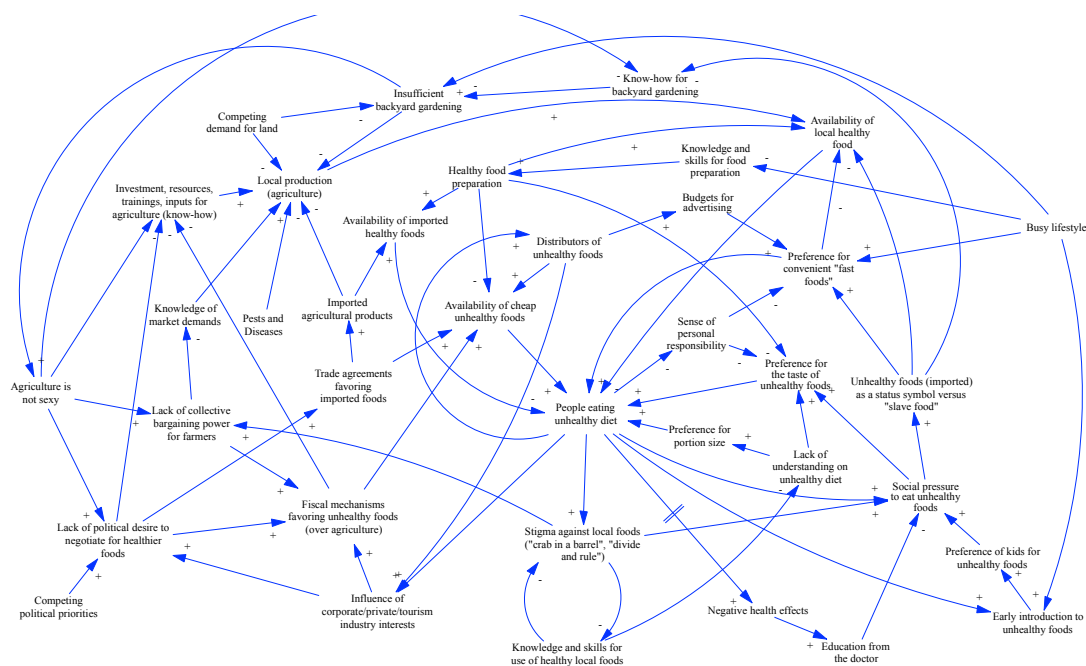 Insufficient
backyard gardening
Know-how for
backyard gardening
Competing
demand for land
Availability of
local healthy
food
Knowledge and
skills for food
preparation
Healthy food
preparation
Investment, resources,
trainings, inputs for
agriculture (know-how)
Local production
(agriculture)
Availability of imported
healthy foods
Budgets for
advertising
Busy lifestyle
Distributors of
unhealthy foods
Preference for
convenient "fast
foods"
Knowledge of
market demands
Pests and
Diseases
Imported
agricultural products
Availability of cheap
unhealthy foods
Sense of
personal
responsibility
Trade agreements
favoring
imported foods
Preference for
the taste of
unhealthy foods
Unhealthy foods (imported)
as a status symbol versus
"slave food"
Agriculture is
not sexy
Lack of collective
bargaining power
for farmers
People eating
unhealthy diet
Preference for
portion size
Lack of
understanding on
unhealthy diet
Social pressure
to eat unhealthy
foods
Fiscal mechanisms
favoring unhealthy foods
(over agriculture)
Lack of political desire to
negotiate for healthier
foods
Stigma against local foods
("crab in a barrel", "divide
and rule")
Preference of kids for
unhealthy foods
Competing
political priorities
Influence of
corporate/private/tourism
industry interests
Negative health effects
Early introduction to
unhealthy foods
Knowledge and skills for
use of healthy local foods
Education from
the doctor